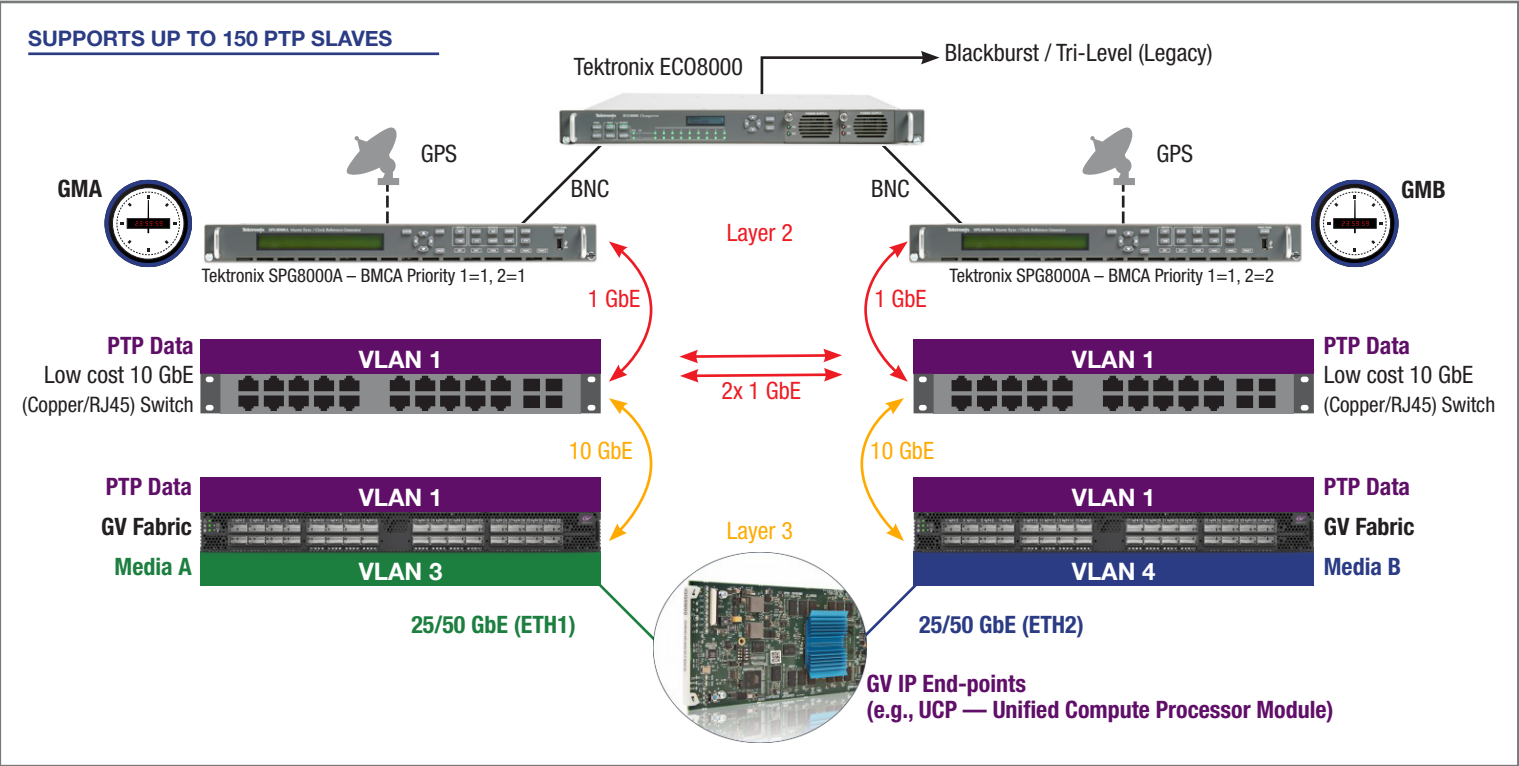 SUPPORTS UP TO 150 PTP SLAVES
Tektronix ECO8000
Blackburst / Tri-Level (Legacy)
GPS
GPS
GMA
BNC
BNC
GMB
Tektronix SPG8000A – BMCA Priority 1=1, 2=1
Layer 2
Tektronix SPG8000A – BMCA Priority 1=1, 2=2
1 GbE
1 GbE
PTP Data
Low cost 10 GbE
(Copper/RJ45) Switch
VLAN 1
2x 1 GbE
VLAN 1
PTP Data
Low cost 10 GbE
(Copper/RJ45) Switch
10 GbE
10 GbE
PTP Data
GV Fabric
Media A
VLAN 1
VLAN 3
Layer 3
VLAN 1
VLAN 4
PTP Data
GV Fabric
Media B
25/50 GbE (ETH1)
25/50 GbE (ETH2)
GV IP End-points
(e.g., UCP — Unified Compute Processor Module)